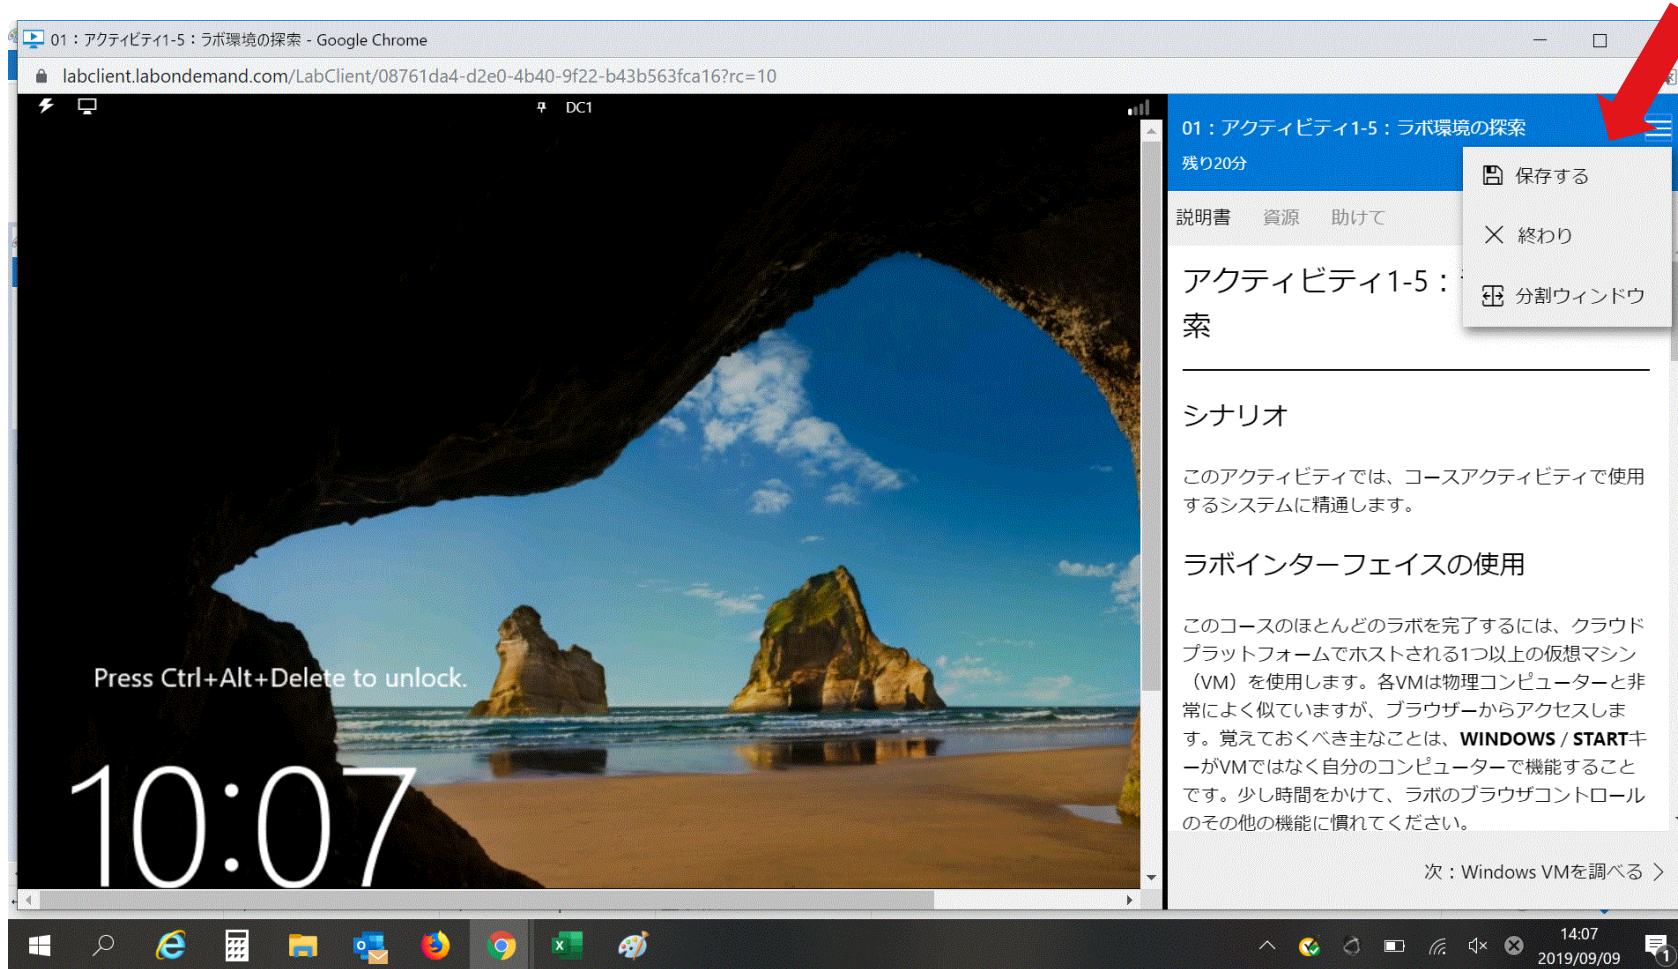 01：アクティビティ1-5：ラボ環境の探索 - Google Chrome
labclient.labondemand.com/LabClient/08761da4-d2e0-4b40-9f22-b43b563fca16?rc=10
DC1
01：アクティビティ1-5：ラボ環境の探索
残り20分
保存する
終わり
分割ウィンドウ
説明書 資源 助けて
アクティビティ1-5：
索
シナリオ
このアクティビティでは、コースアクティビティで使用
するシステムに精通します。
ラボインターフェイスの使用
このコースのほとんどのラボを完了するには、クラウド
プラットフォームでホストされる1つ以上の仮想マシン
（VM）を使用します。各VMは物理コンピューターと非
常によく似ていますが、ブラウザーからアクセスしま
す。覚えておくべき主なことは、WINDOWS / STARTキ
ーがVMではなく自分のコンピューターで機能すること
です。少し時間をかけて、ラボのブラウザコントロール
のその他の機能に慣れてください。
次：Windows VMを調べる
Press Ctrl+Alt+Delete to unlock.
10:07
14:07
2019/09/09
1